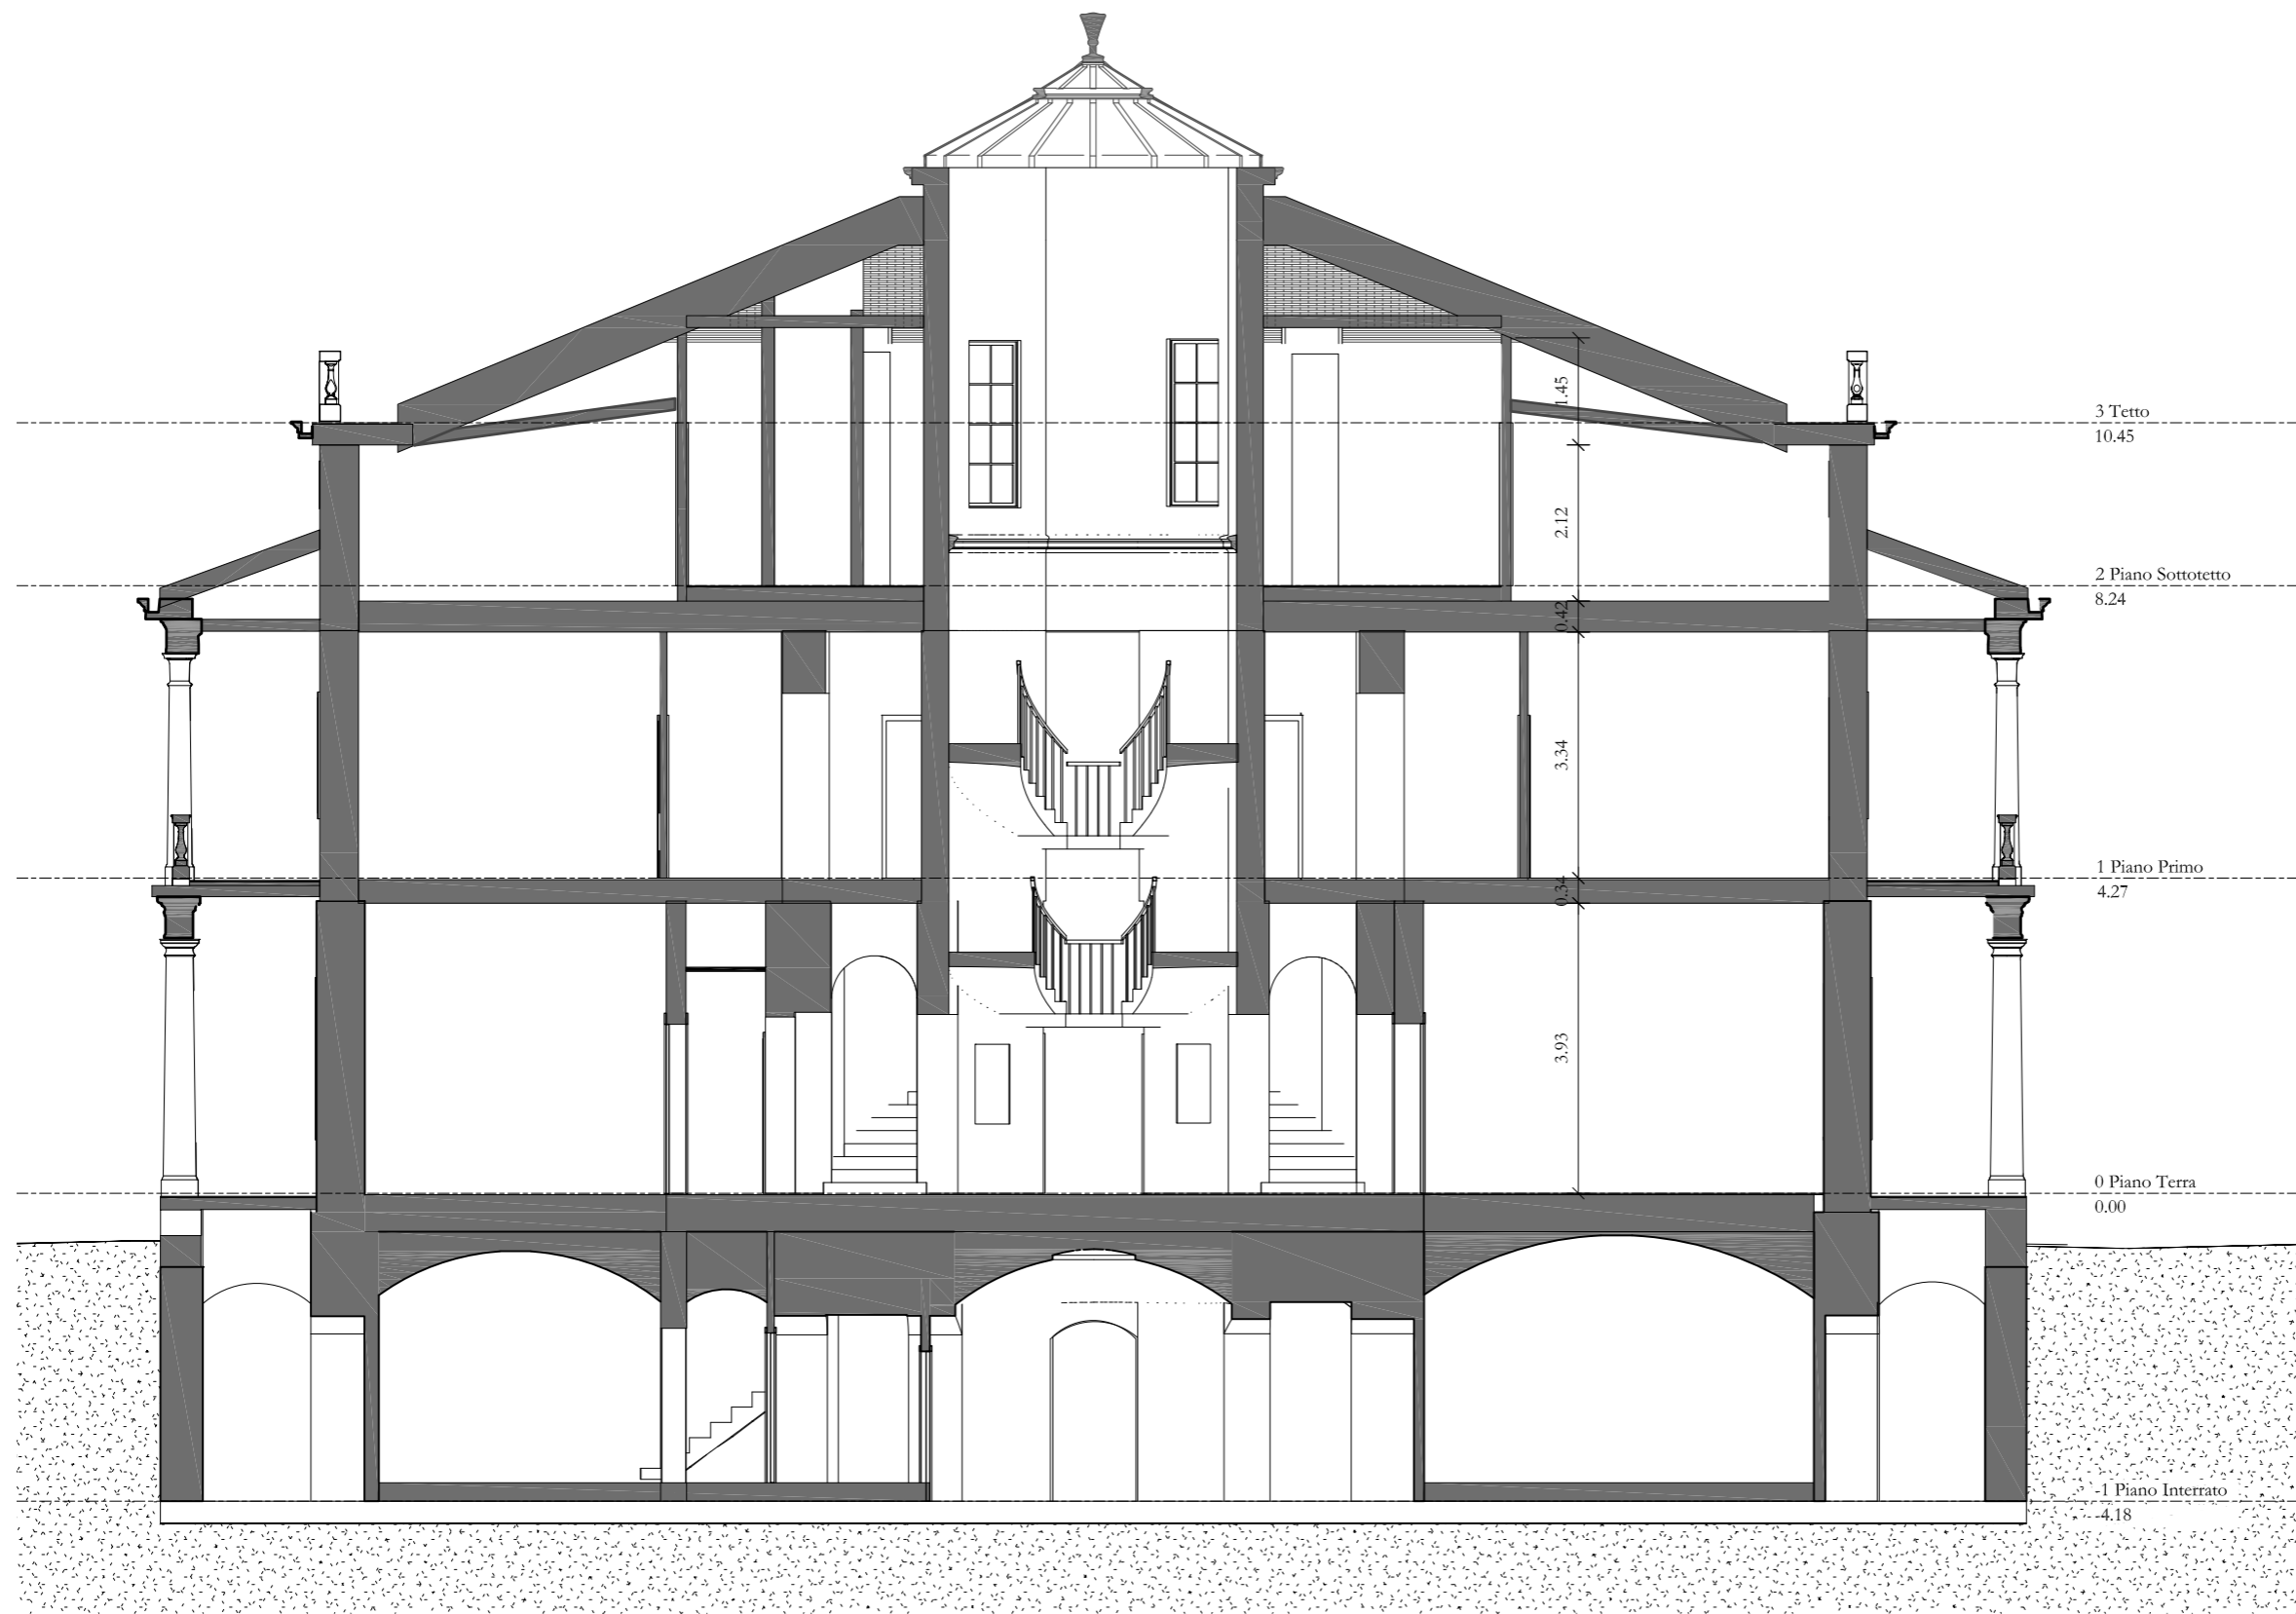 3 Tetto
10.45
1.45
2.12
2 Piano Sottotetto
8.24
0.42
3.34
1 Piano Primo
4.27
0.34
3.93
0 Piano Terra
0.00
-1 Piano Interrato
-4.18